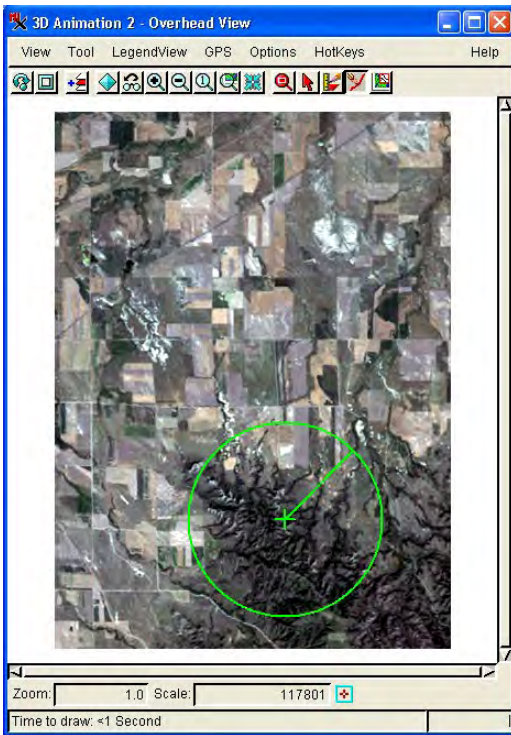 3D Animation 2 - Overhead View
View Tool LegendView GPS Options HotKeys Help
Zoom: 1.0 Scale: 117801
Time to draw: <1 Second